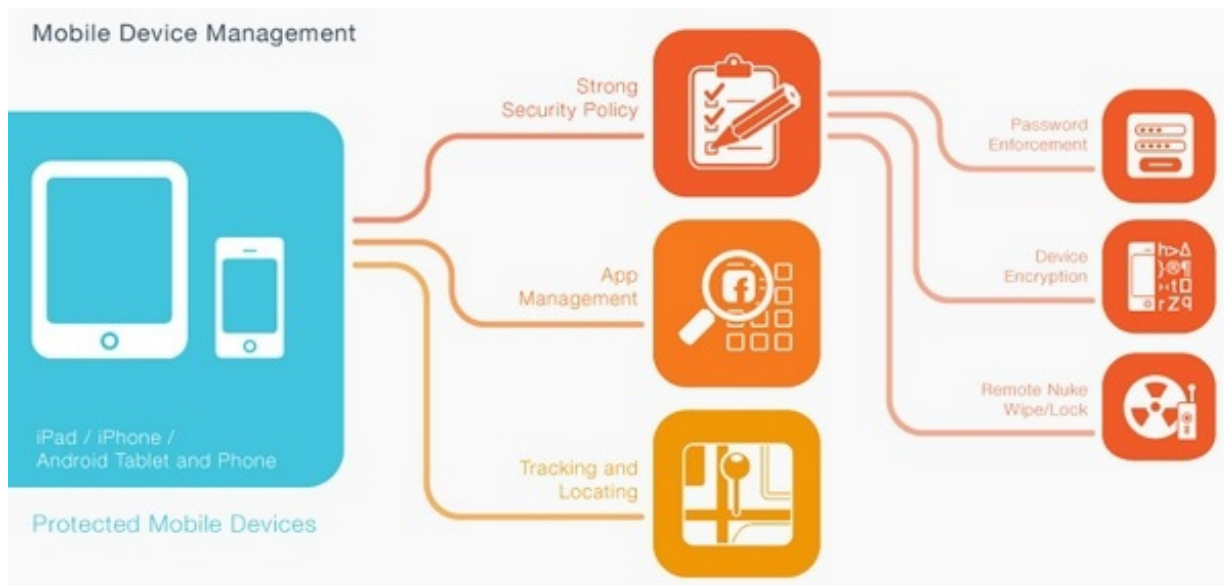 Mobile Device Management
Strong
Security Policy
Password
Enforcement
App
Management
Device
Encryption
h>Δ
}®¶
›‹t□
rZq
Remote Nuke
Wipe/Lock
iPad / iPhone /
Android Tablet and Phone
Tracking and
Locating
Protected Mobile Devices